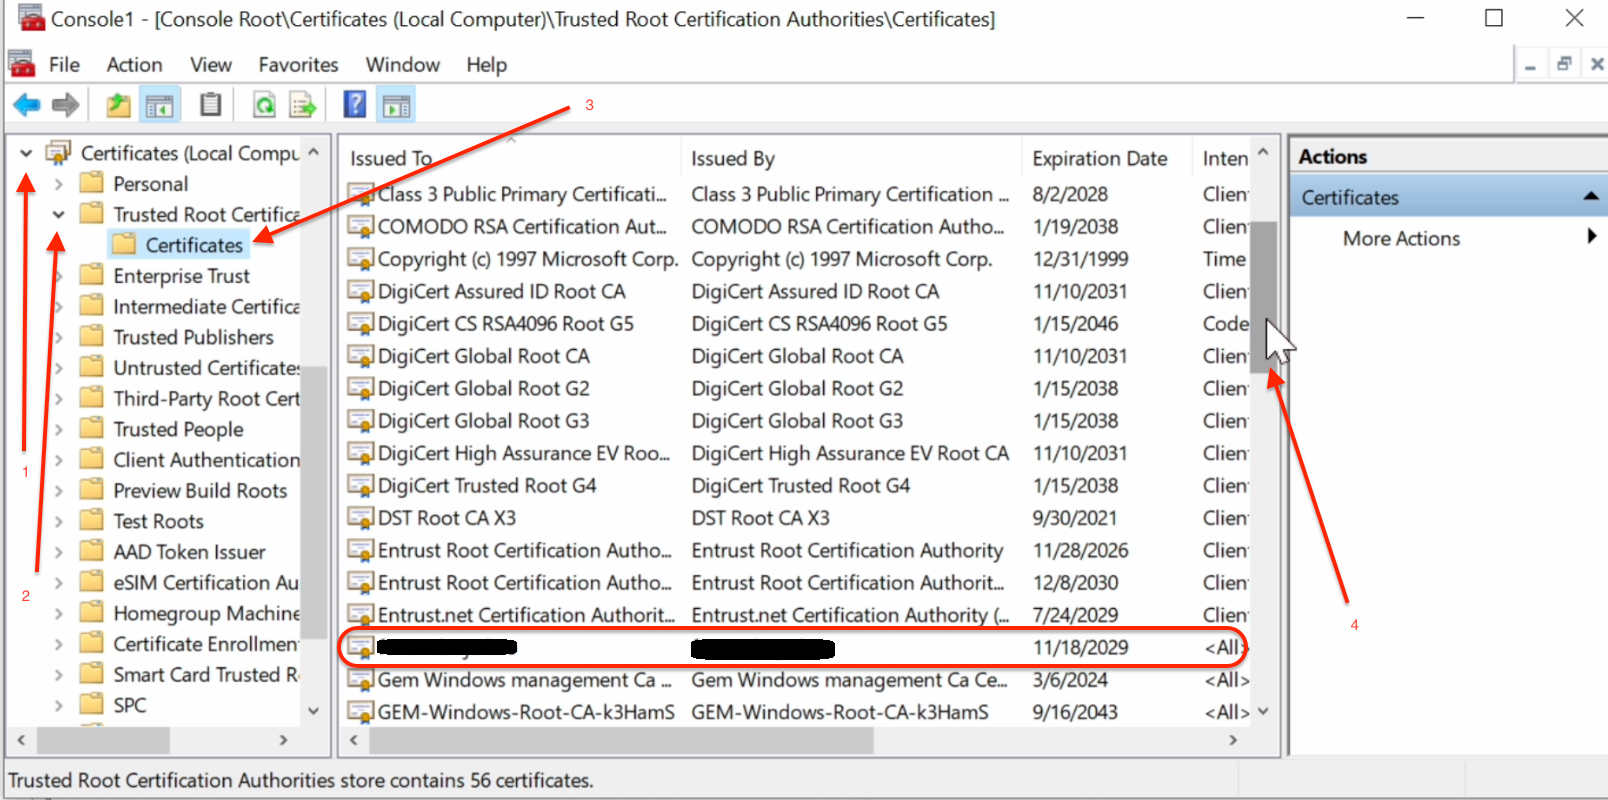 Console1 - [Console Root\Certificates (Local Computer)\Trusted Root Certification Authorities\Certificates]
File Action View Favorites Window Help
3
Certificates (Local Compu
Personal
Trusted Root Certifica
Certificates
Enterprise Trust
Intermediate Certifica
Trusted Publishers
Untrusted Certificates
Third-Party Root Cert
Trusted People
Client Authentication
Preview Build Roots
Test Roots
AAD Token Issuer
eSIM Certification Au
Homegroup Machine
Certificate Enrollmen
Smart Card Trusted R
SPC
1
2
Issued To Issued By Expiration Date Inten
Class 3 Public Primary Certificati... Class 3 Public Primary Certification ... 8/2/2028 Clien
COMODO RSA Certification Aut... COMODO RSA Certification Autho... 1/19/2038 Clien
Copyright (c) 1997 Microsoft Corp. Copyright (c) 1997 Microsoft Corp. 12/31/1999 Time
DigiCert Assured ID Root CA DigiCert Assured ID Root CA 11/10/2031 Clien
DigiCert CS RSA4096 Root G5 DigiCert CS RSA4096 Root G5 1/15/2046 Code
DigiCert Global Root CA DigiCert Global Root CA 11/10/2031 Clien
DigiCert Global Root G2 DigiCert Global Root G2 1/15/2038 Clien
DigiCert Global Root G3 DigiCert Global Root G3 1/15/2038 Clien
DigiCert High Assurance EV Roo... DigiCert High Assurance EV Root CA 11/10/2031 Clien
DigiCert Trusted Root G4 DigiCert Trusted Root G4 1/15/2038 Clien
DST Root CA X3 DST Root CA X3 9/30/2021 Clien
Entrust Root Certification Autho... Entrust Root Certification Authority 11/28/2026 Clien
Entrust Root Certification Autho... Entrust Root Certification Authorit... 12/8/2030 Clien
Entrust.net Certification Authorit... Entrust.net Certification Authority (... 7/24/2029 Clien
11/18/2029 <All>
Gem Windows management Ca ... Gem Windows management Ca Ce... 3/6/2024 <All>
GEM-Windows-Root-CA-k3HamS GEM-Windows-Root-CA-k3HamS 9/16/2043 <All>
Actions
Certificates
More Actions
4
Trusted Root Certification Authorities store contains 56 certificates.